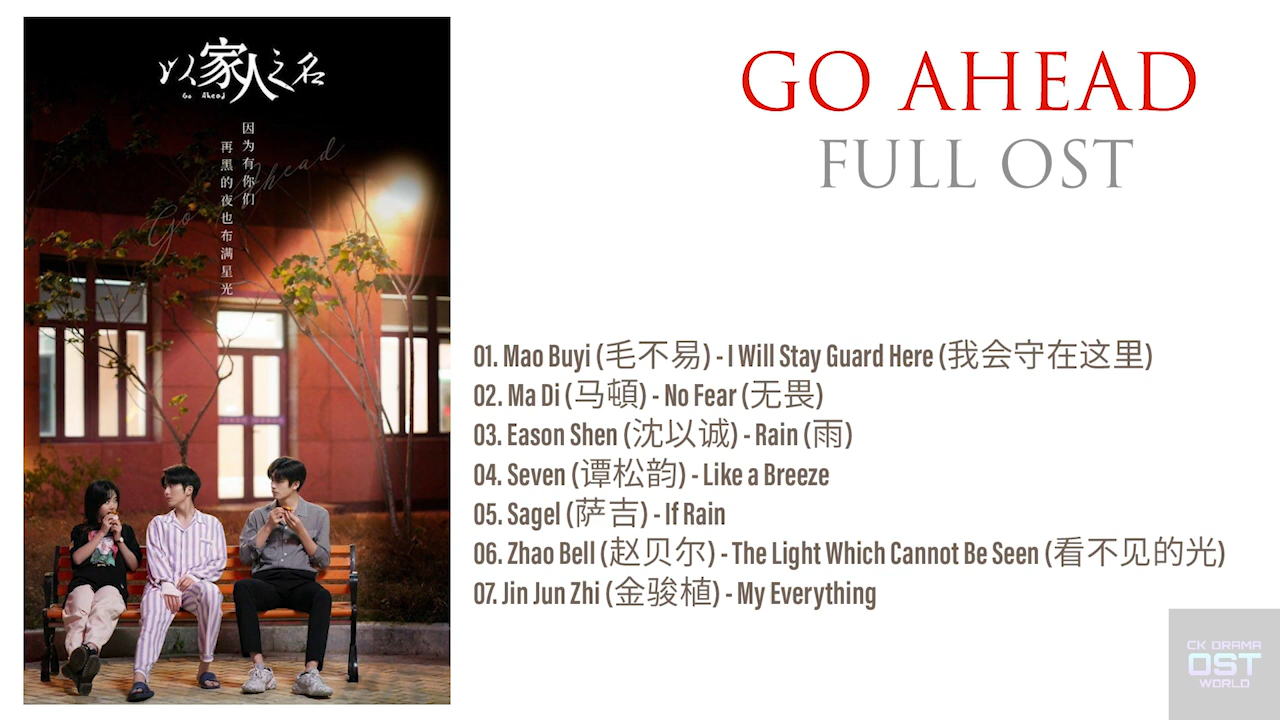 以家人之名
Go Ahead
因为有你们
再黑的夜也布满星光
Go Ahead
GO AHEAD
FULL OST
01. Mao Buyi (毛不易) - I Will Stay Guard Here (我会守在这里)
02. Ma Di (马頔) - No Fear (无畏)
03. Eason Shen (沈以诚) - Rain (雨)
04. Seven (谭松韵) - Like a Breeze
05. Sagel (萨吉) - If Rain
06. Zhao Bell (赵贝尔) - The Light Which Cannot Be Seen (看不见的光)
07. Jin Jun Zhi (金骏植) - My Everything
CK DRAMA
OST
WORLD